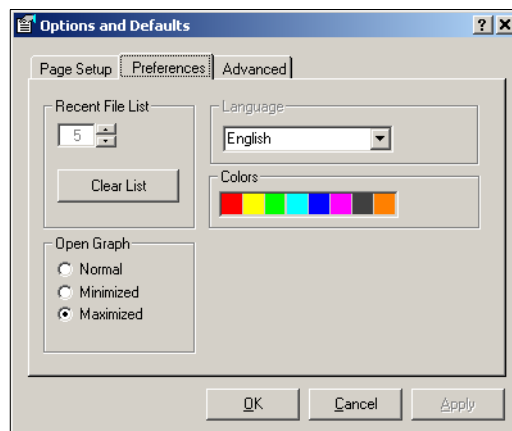 Options and Defaults
Page Setup Preferences Advanced
Recent File List
5
Clear List
Language
English
Colors
Open Graph
Normal
Minimized
Maximized
OK Cancel Apply